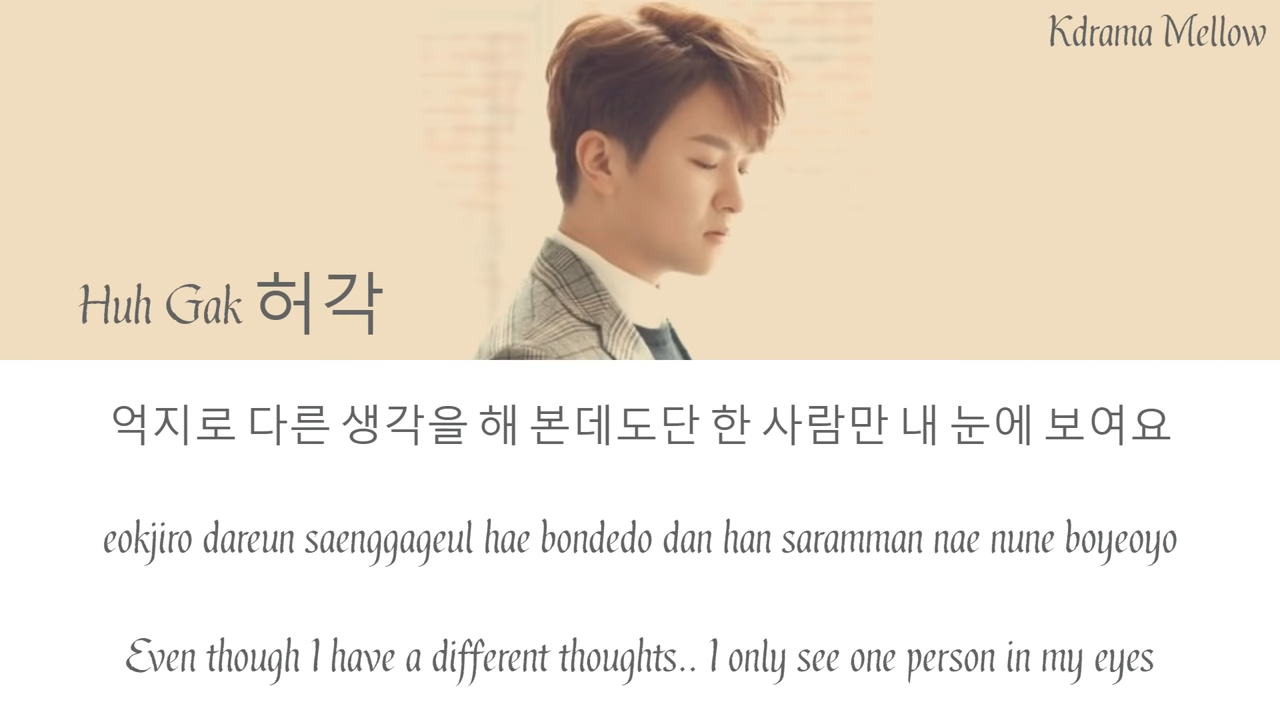 Kdrama Mellow
Huh Gak 허각
억지로 다른 생각을 해 본데도단 한 사람만 내 눈에 보여요
eokjiro dareun saenggageul hae bondedo dan han saramman nae nune boyeoyo
Even though I have a different thoughts.. I only see one person in my eyes